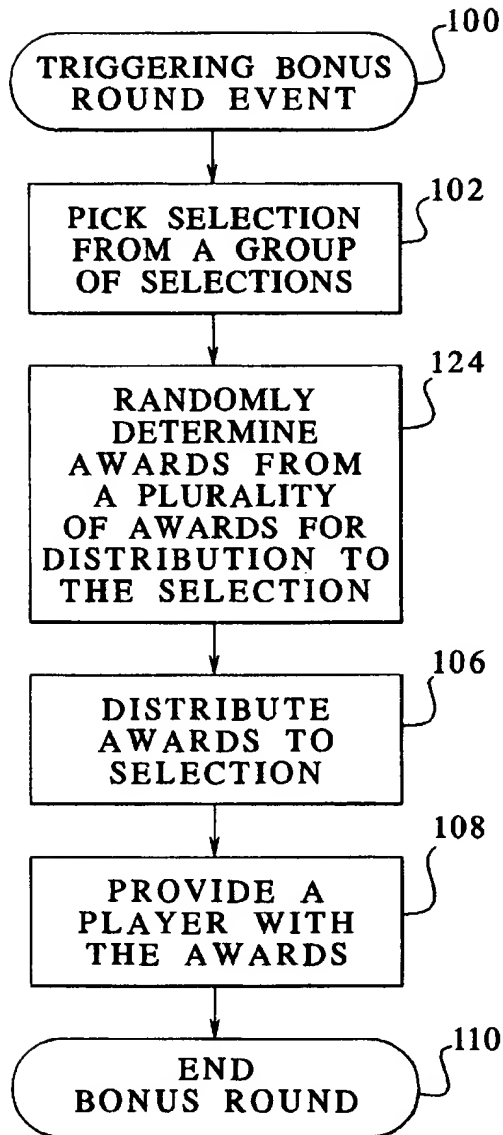 100
TRIGGERING BONUS
ROUND EVENT
102
PICK SELECTION
FROM A GROUP
OF SELECTIONS
124
RANDOMLY
DETERMINE
AWARDS FROM
A PLURALITY
OF AWARDS FOR
DISTRIBUTION TO
THE SELECTION
106
DISTRIBUTE
AWARDS TO
SELECTION
108
PROVIDE A
PLAYER WITH
THE AWARDS
110
END
BONUS ROUND